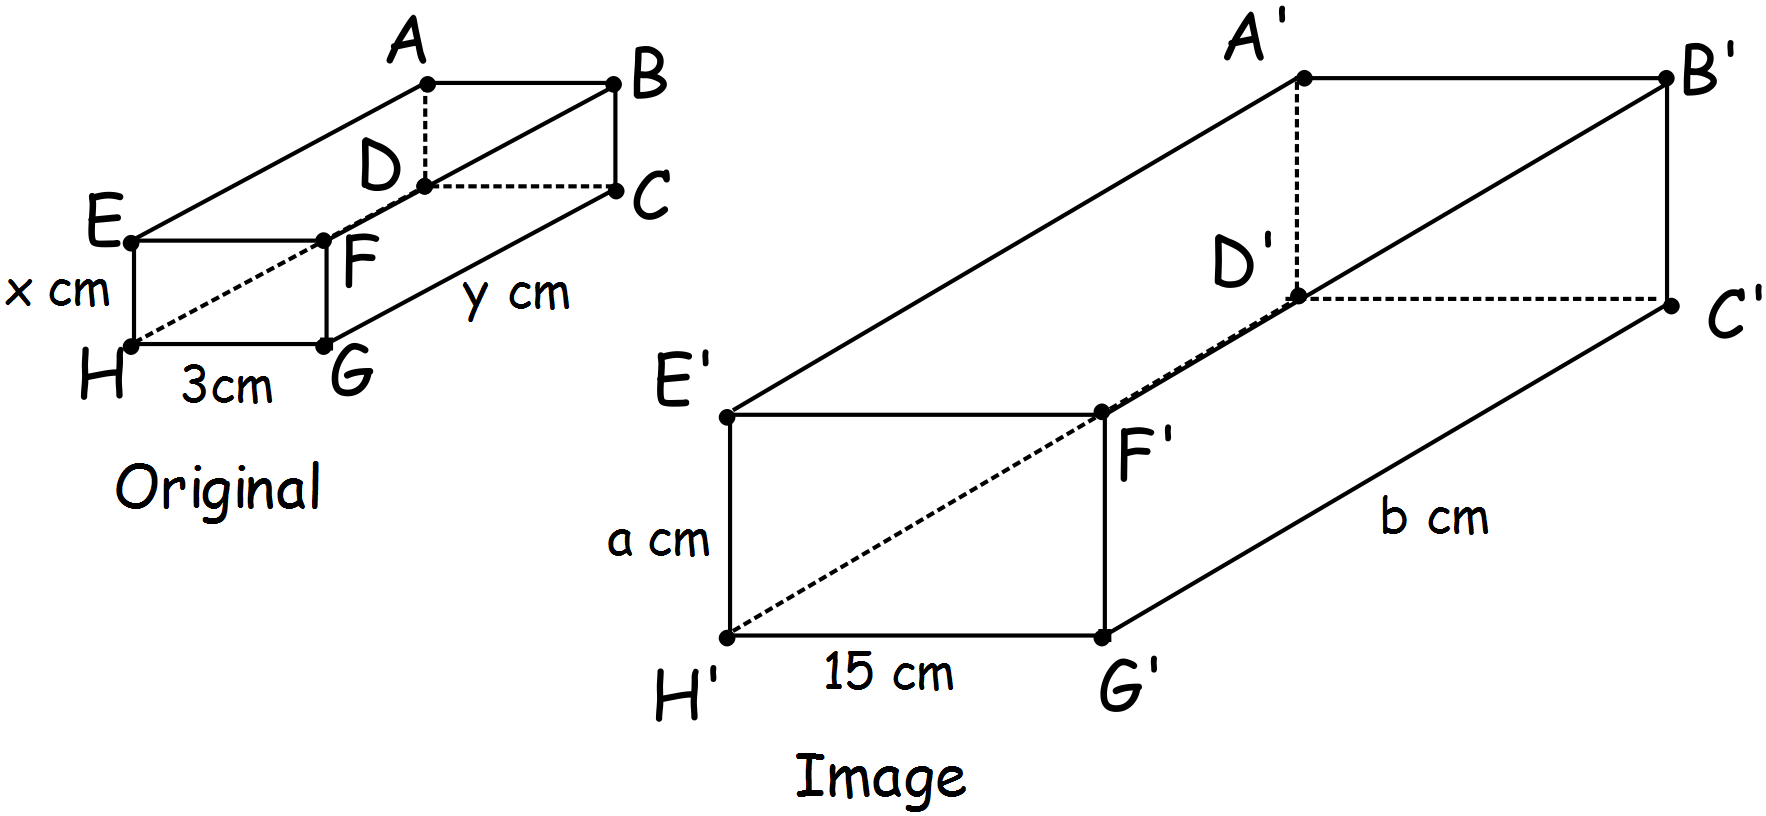 A
B
D
C
E
F
x cm
y cm
H
G
3cm
Original
A'
B'
D'
C'
E'
F'
a cm
b cm
15 cm
H'
G'
Image